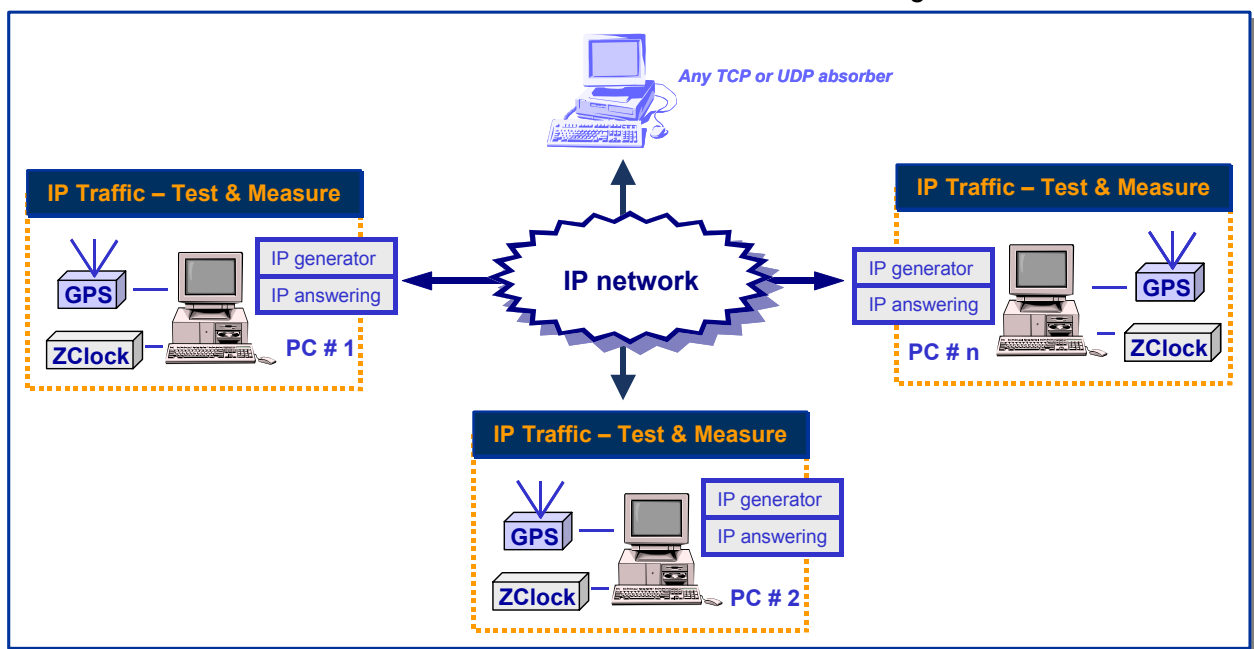 Any TCP or UDP absorber
IP Traffic – Test & Measure
IP generator
IP answering
GPS
ZClock
PC # 1
IP network
IP Traffic – Test & Measure
IP generator
IP answering
GPS
ZClock
PC # n
IP Traffic – Test & Measure
IP generator
IP answering
GPS
ZClock
PC # 2